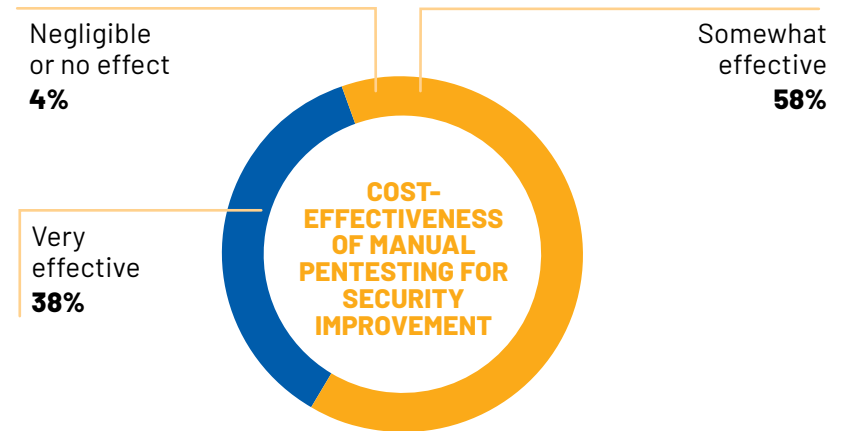 Negligible
or no effect
4%
Somewhat
effective
58%
Very
effective
38%
COST-
EFFECTIVENESS
OF MANUAL
PENTESTING FOR
SECURITY
IMPROVEMENT